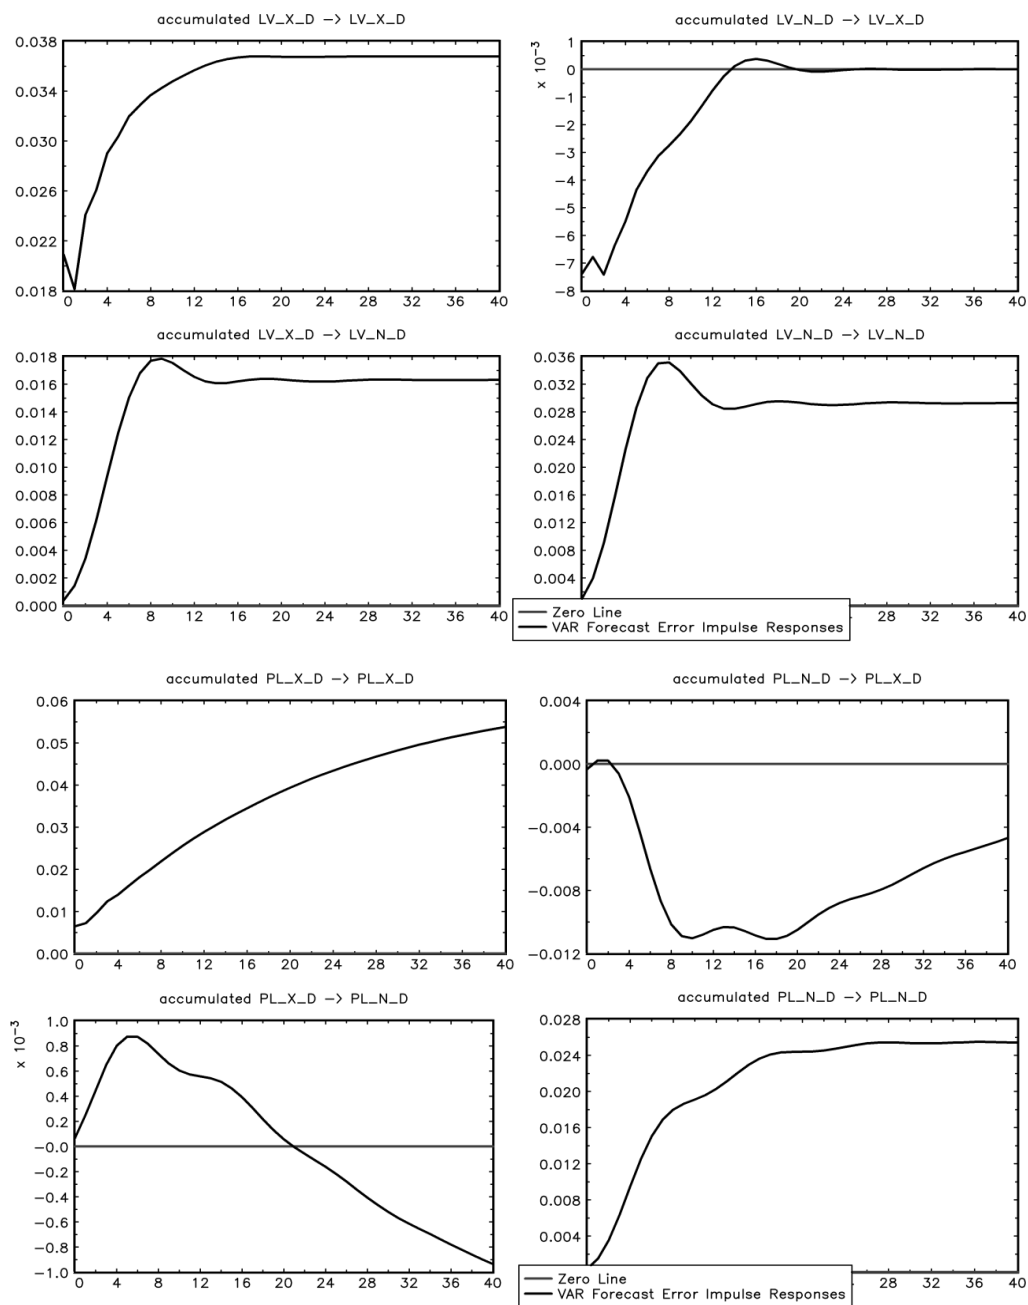 accumulated LV_X_D -> LV_X_D
accumulated LV_N_D -> LV_X_D
0.038
0.034
0.030
0.026
0.022
0.018
0 4 8 12 16 20 24 28 32 36 40
x 10-3
1
0
-1
-2
-3
-4
-5
-6
-7
-8
0 4 8 12 16 20 24 28 32 36 40
accumulated LV_X_D -> LV_N_D
accumulated LV_N_D -> LV_N_D
0.018
0.016
0.014
0.012
0.010
0.008
0.006
0.004
0.002
0.000
0 4 8 12 16 20 24 28 32 36 40
0.036
0.032
0.028
0.024
0.020
0.016
0.012
0.008
0.004
20 24 28 32 36 40
Zero Line
VAR Forecast Error Impulse Responses
accumulated PL_X_D -> PL_X_D
accumulated PL_N_D -> PL_X_D
0.06
0.05
0.04
0.03
0.02
0.01
0.00
0 4 8 12 16 20 24 28 32 36 40
0.004
0.000
-0.004
-0.008
-0.012
0 4 8 12 16 20 24 28 32 36 40
accumulated PL_X_D -> PL_N_D
accumulated PL_N_D -> PL_N_D
x 10-3
1.0
0.8
0.6
0.4
0.2
-0.0
-0.2
-0.4
-0.6
-0.8
-1.0
0 4 8 12 16 20 24 28 32 36 40
0.028
0.024
0.020
0.016
0.012
0.008
0.004
28 32 36 40
Zero Line
VAR Forecast Error Impulse Responses